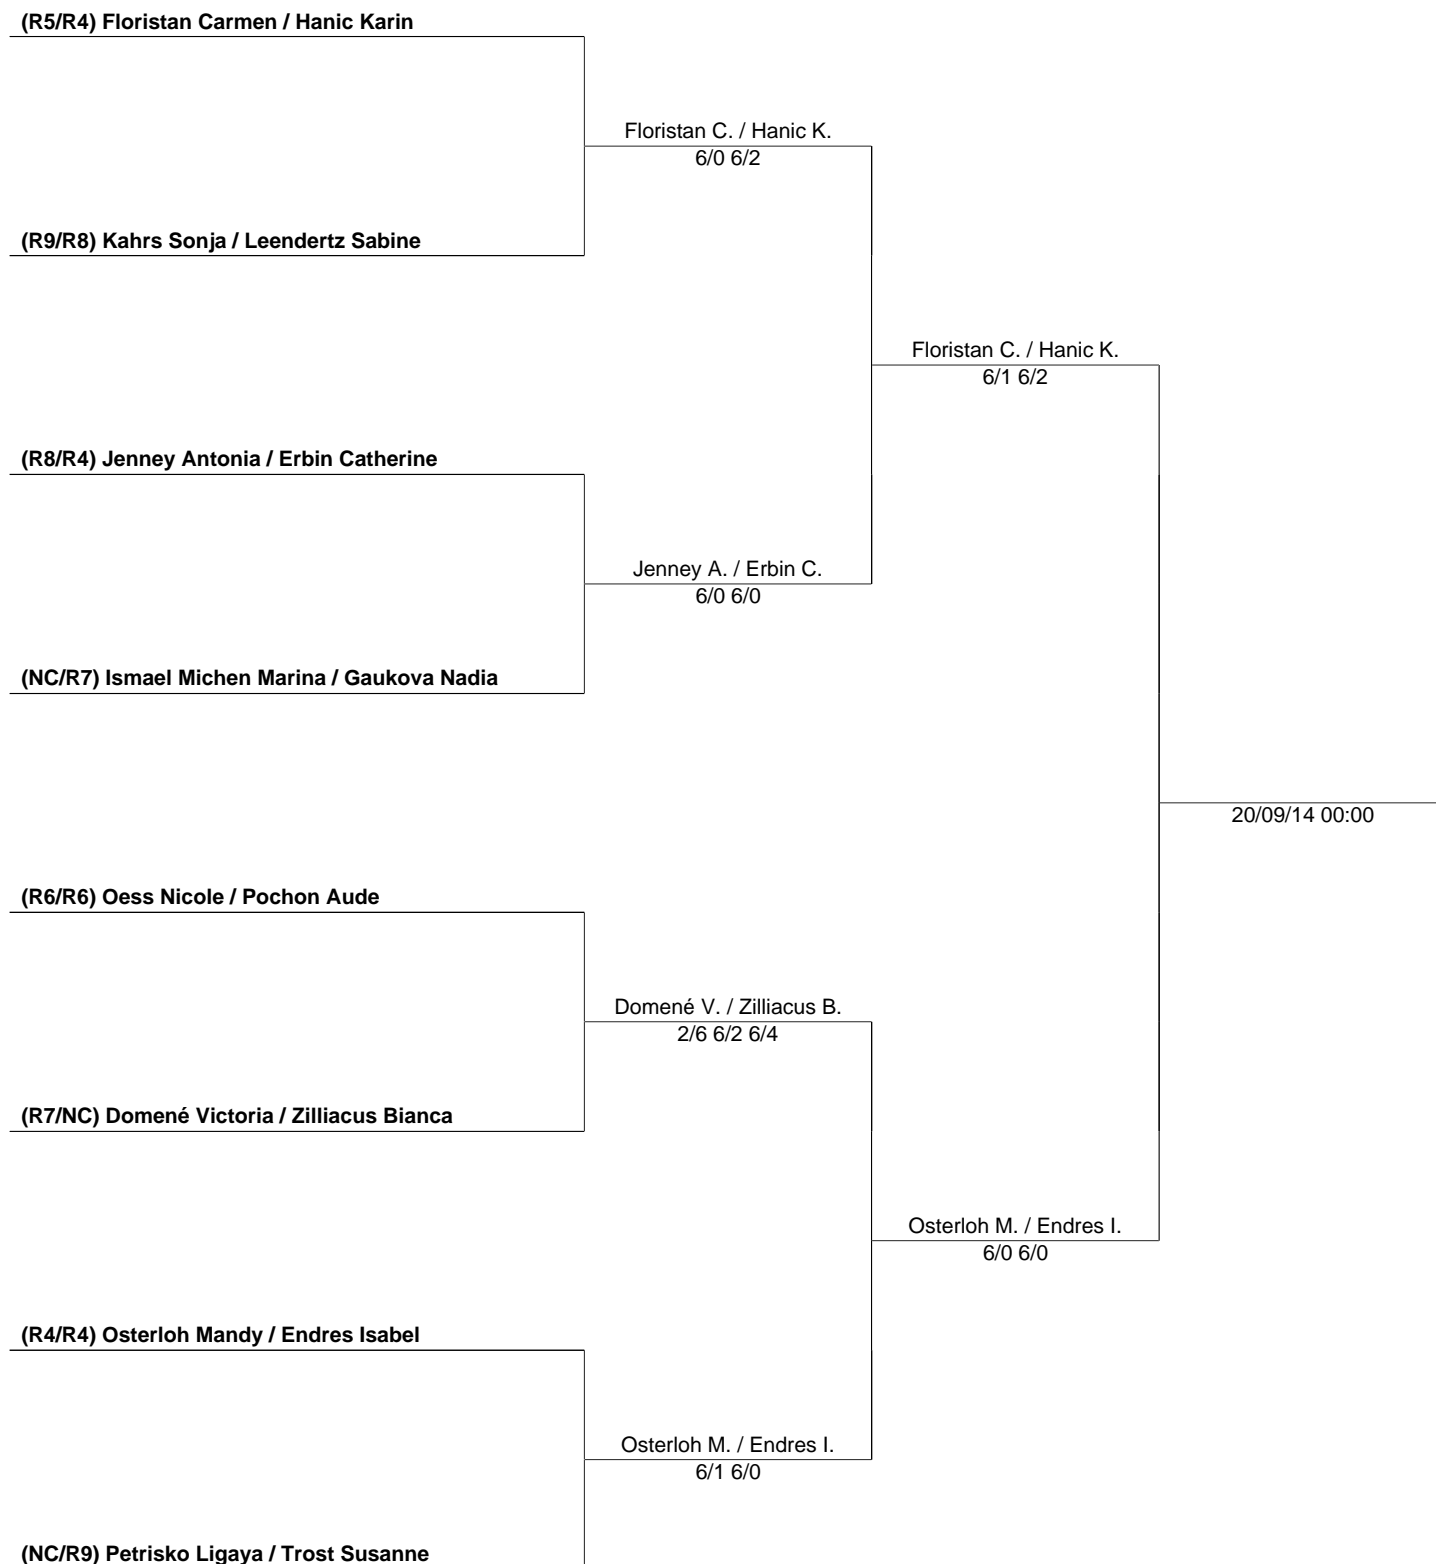 (R5/R4) Floristan Carmen / Hanic Karin
Floristan C. / Hanic K.
6/0 6/2
(R9/R8) Kahrs Sonja / Leendertz Sabine
Floristan C. / Hanic K.
6/1 6/2
(R8/R4) Jenney Antonia / Erbin Catherine
Jenney A. / Erbin C.
6/0 6/0
(NC/R7) Ismael Michen Marina / Gaukova Nadia
20/09/14 00:00
(R6/R6) Oess Nicole / Pochon Aude
Domené V. / Zilliacus B.
2/6 6/2 6/4
(R7/NC) Domené Victoria / Zilliacus Bianca
Osterloh M. / Endres I.
6/0 6/0
(R4/R4) Osterloh Mandy / Endres Isabel
Osterloh M. / Endres I.
6/1 6/0
(NC/R9) Petrisko Ligaya / Trost Susanne